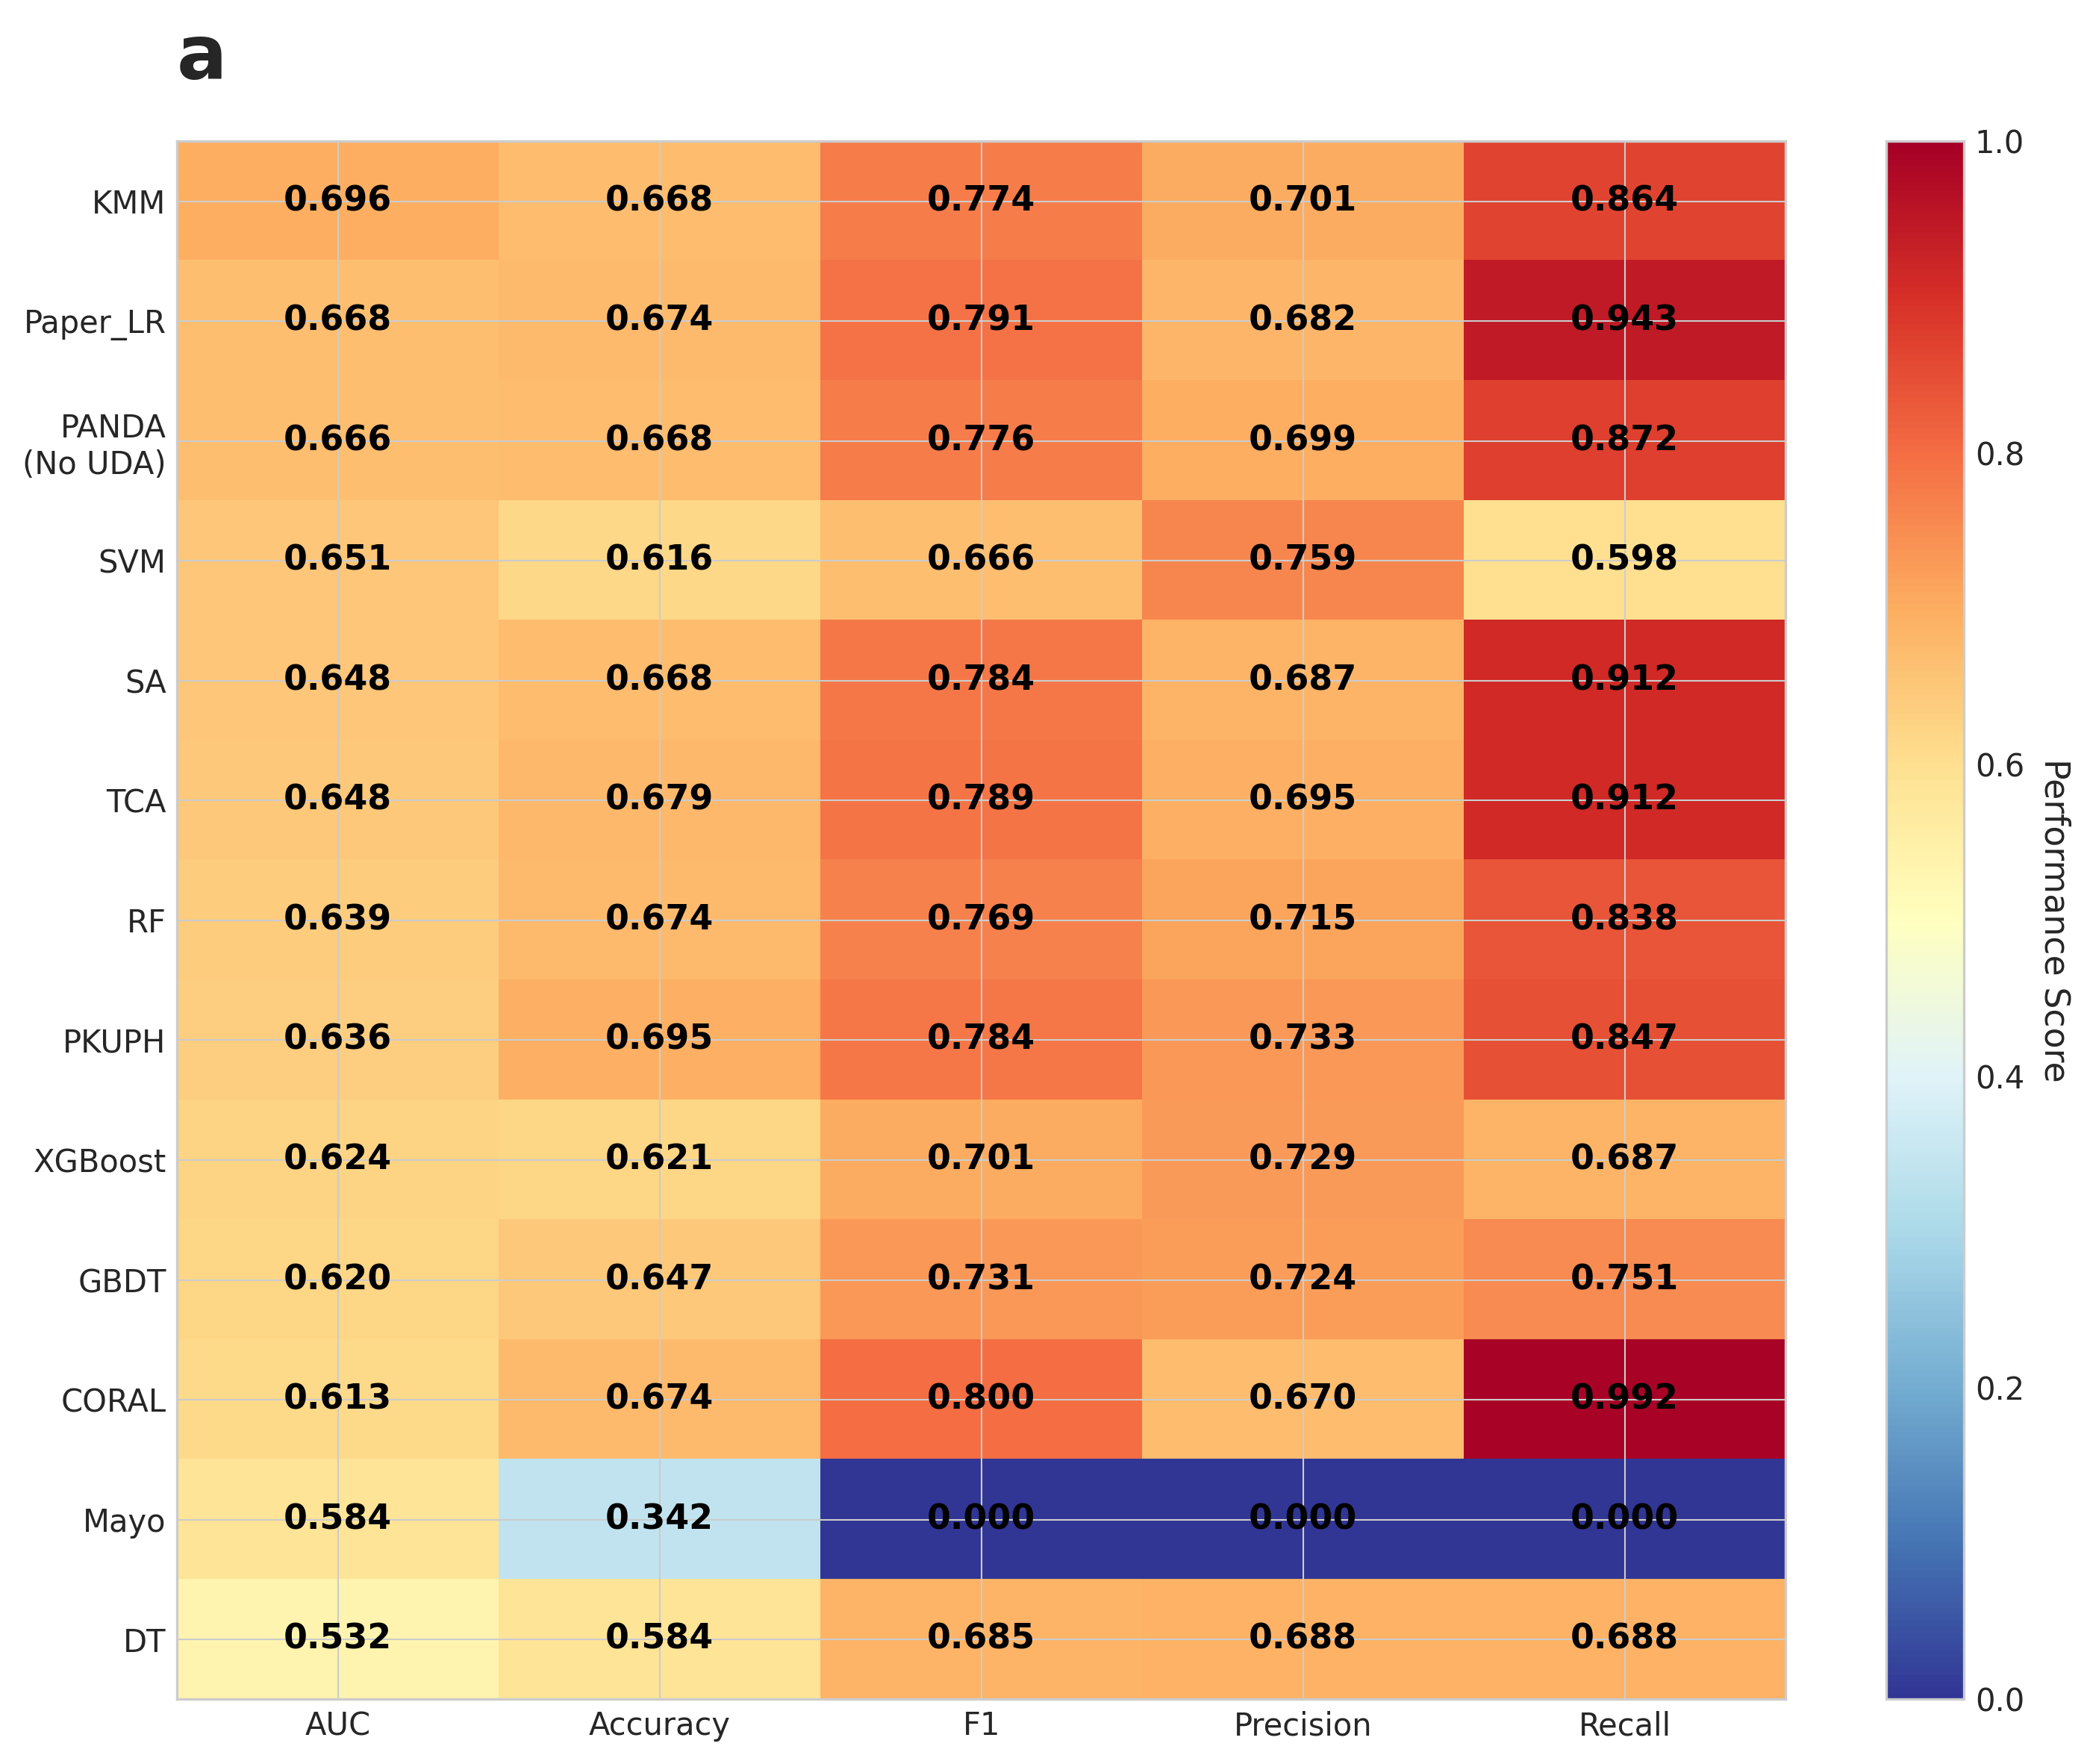 a
KMM 0.696 0.668 0.774 0.701 0.864
Paper_LR 0.668 0.674 0.791 0.682 0.943
PANDA
(No UDA) 0.666 0.668 0.776 0.699 0.872
SVM 0.651 0.616 0.666 0.759 0.598
SA 0.648 0.668 0.784 0.687 0.912
TCA 0.648 0.679 0.789 0.695 0.912
RF 0.639 0.674 0.769 0.715 0.838
PKUPH 0.636 0.695 0.784 0.733 0.847
XGBoost 0.624 0.621 0.701 0.729 0.687
GBDT 0.620 0.647 0.731 0.724 0.751
CORAL 0.613 0.674 0.800 0.670 0.992
Mayo 0.584 0.342 0.000 0.000 0.000
DT 0.532 0.584 0.685 0.688 0.688
AUC Accuracy F1 Precision Recall
1.0
0.8
0.6
0.4
0.2
0.0
Performance Score